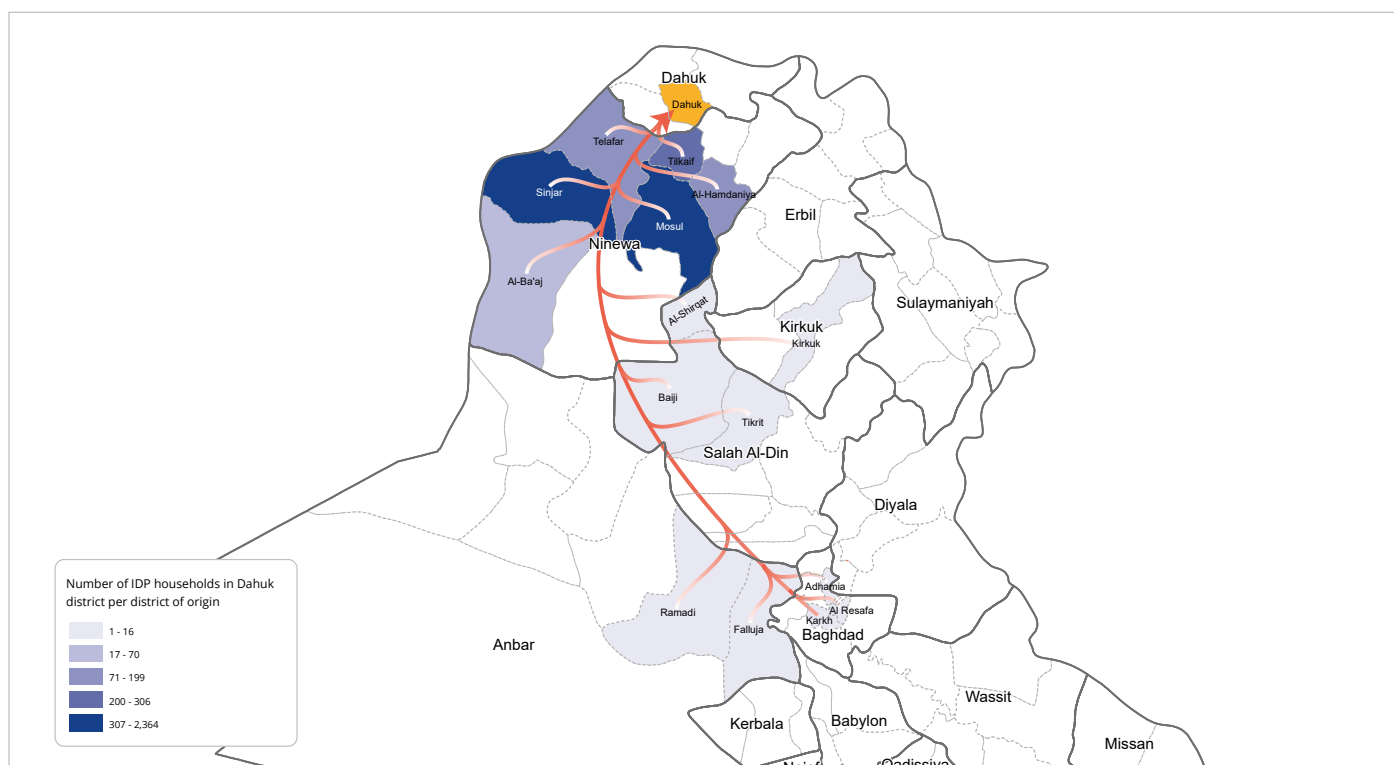 Dahuk
Dahuk
Telafar
Tilkaif
Sinjar
Al-Hamdaniya
Erbil
Mosul
Ninewa
Al-Ba'aj
Sulaymaniyah
Al-Shirqat
Kirkuk
Kirkuk
Baiji
Tikrit
Salah Al-Din
Diyala
Number of IDP households in Dahuk
district per district of origin
1 - 16
17 - 70
71 - 199
200 - 306
307 - 2,364
Adhamia
Ramadi
Al Resafa
Karkh
Falluja
Baghdad
Anbar
Wassit
Kerbala
Babylon
Missan
Najaf
Qadissiya